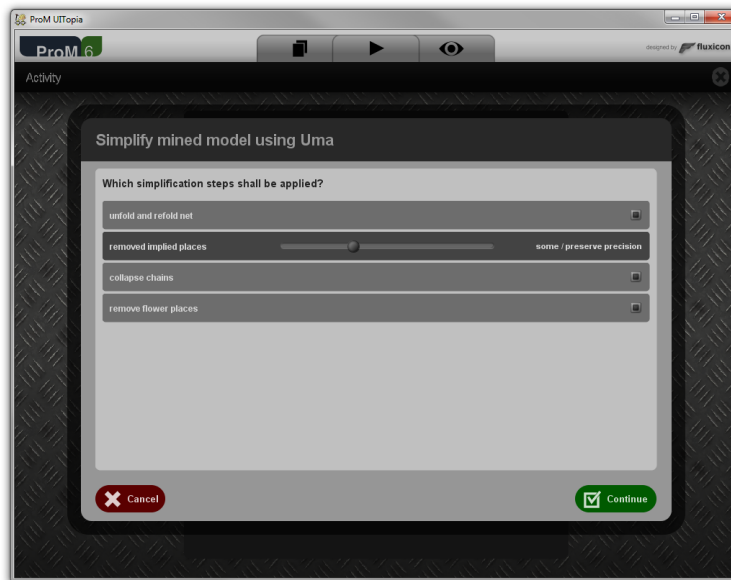 ProM UITopia
ProM 6
designed by fluxicon
Activity
Simplify mined model using Uma
Which simplification steps shall be applied?
unfold and refold net
removed implied places some / preserve precision
collapse chains
remove flower places
Cancel Continue